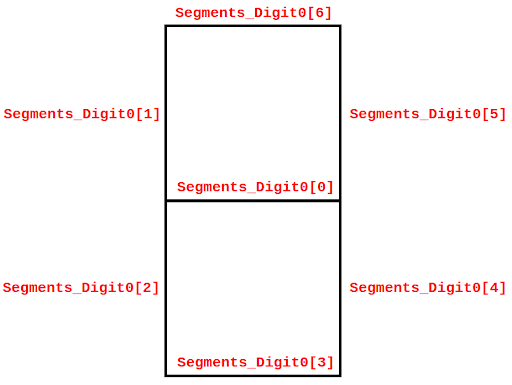 Segments_Digit0[6]
Segments_Digit0[1]
Segments_Digit0[5]
Segments_Digit0[0]
Segments_Digit0[2]
Segments_Digit0[4]
Segments_Digit0[3]